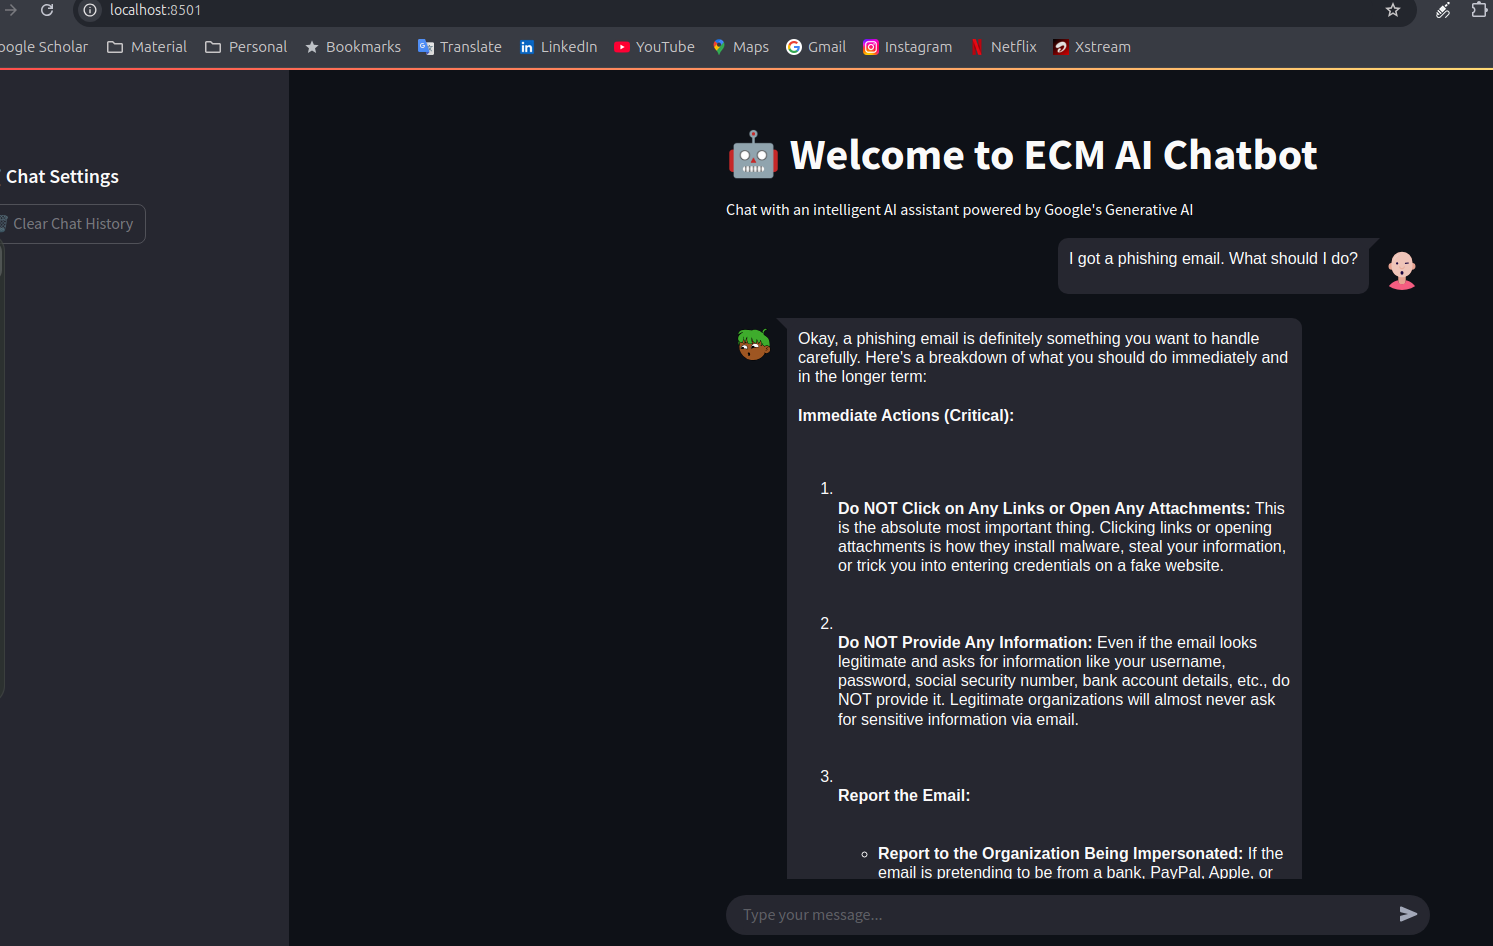 localhost:8501
oogle Scholar Material Personal Bookmarks Translate LinkedIn YouTube Maps Gmail Instagram Netflix Xstream
Chat Settings
Clear Chat History
Welcome to ECM AI Chatbot
Chat with an intelligent AI assistant powered by Google's Generative AI
I got a phishing email. What should I do?
Okay, a phishing email is definitely something you want to handle
carefully. Here's a breakdown of what you should do immediately and
in the longer term:
Immediate Actions (Critical):
1.
Do NOT Click on Any Links or Open Any Attachments: This
is the absolute most important thing. Clicking links or opening
attachments is how they install malware, steal your information,
or trick you into entering credentials on a fake website.
2.
Do NOT Provide Any Information: Even if the email looks
legitimate and asks for information like your username,
password, social security number, bank account details, etc., do
NOT provide it. Legitimate organizations will almost never ask
for sensitive information via email.
3.
Report the Email:
Report to the Organization Being Impersonated: If the
email is pretending to be from a bank, PayPal, Apple, or
Type your message...